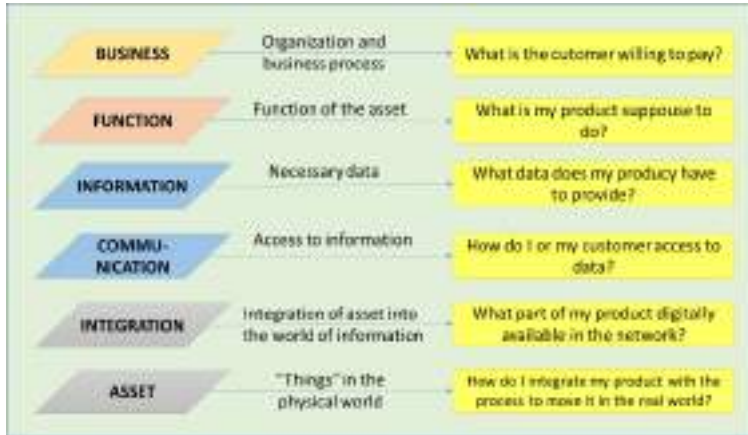 BUSINESS
Organization and
business process
What is the cutomer willing to pay?
FUNCTION
Function of the asset
What is my product suppouse to
do?
INFORMATION
Necessary data
What data does my producy have
to provide?
COMMU-
NICATION
Access to information
How do I or my customer access to
data?
INTEGRATION
Integration of asset into
the world of information
What part of my product digitally
available in the network?
ASSET
"Things" in the
physical world
How do I integrate my product with the
process to move it in the real world?